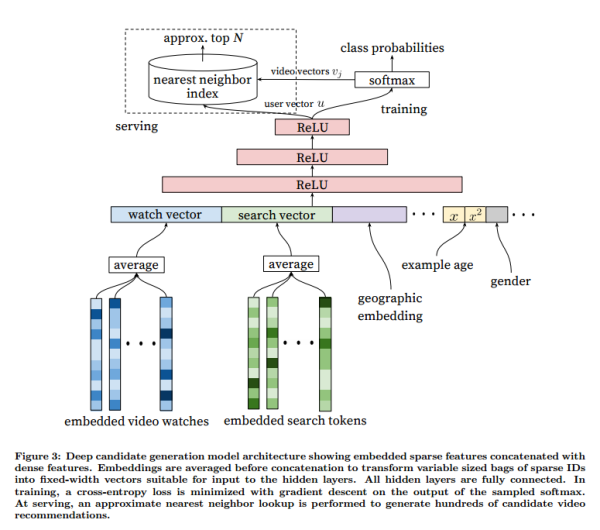 approx. top N
class probabilities
nearest neighbor
index
video vectors vj
softmax
user vector u
serving
training
ReLU
ReLU
ReLU
watch vector
search vector
x
x²
average
average
example age
gender
geographic
embedding
embedded video watches
embedded search tokens
Figure 3: Deep candidate generation model architecture showing embedded sparse features concatenated with
dense features. Embeddings are averaged before concatenation to transform variable sized bags of sparse IDs
into fixed-width vectors suitable for input to the hidden layers. All hidden layers are fully connected. In
training, a cross-entropy loss is minimized with gradient descent on the output of the sampled softmax.
At serving, an approximate nearest neighbor lookup is performed to generate hundreds of candidate video
recommendations.